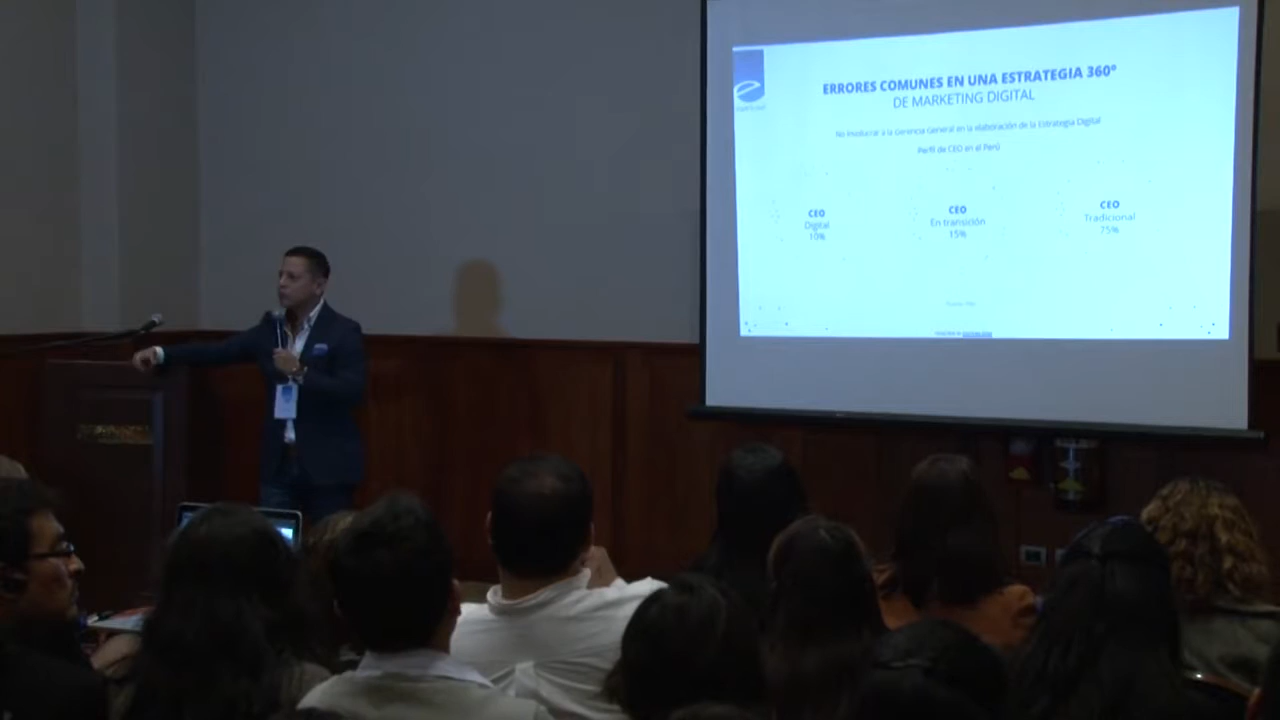 ERRORES COMUNES EN UNA ESTRATEGIA 360º
DE MARKETING DIGITAL
No involucrar a la Gerencia General en la elaboración de la Estrategia Digital
Perfil de CEO en el Perú
CEO
Digital
10%
CEO
En transición
15%
CEO
Tradicional
75%